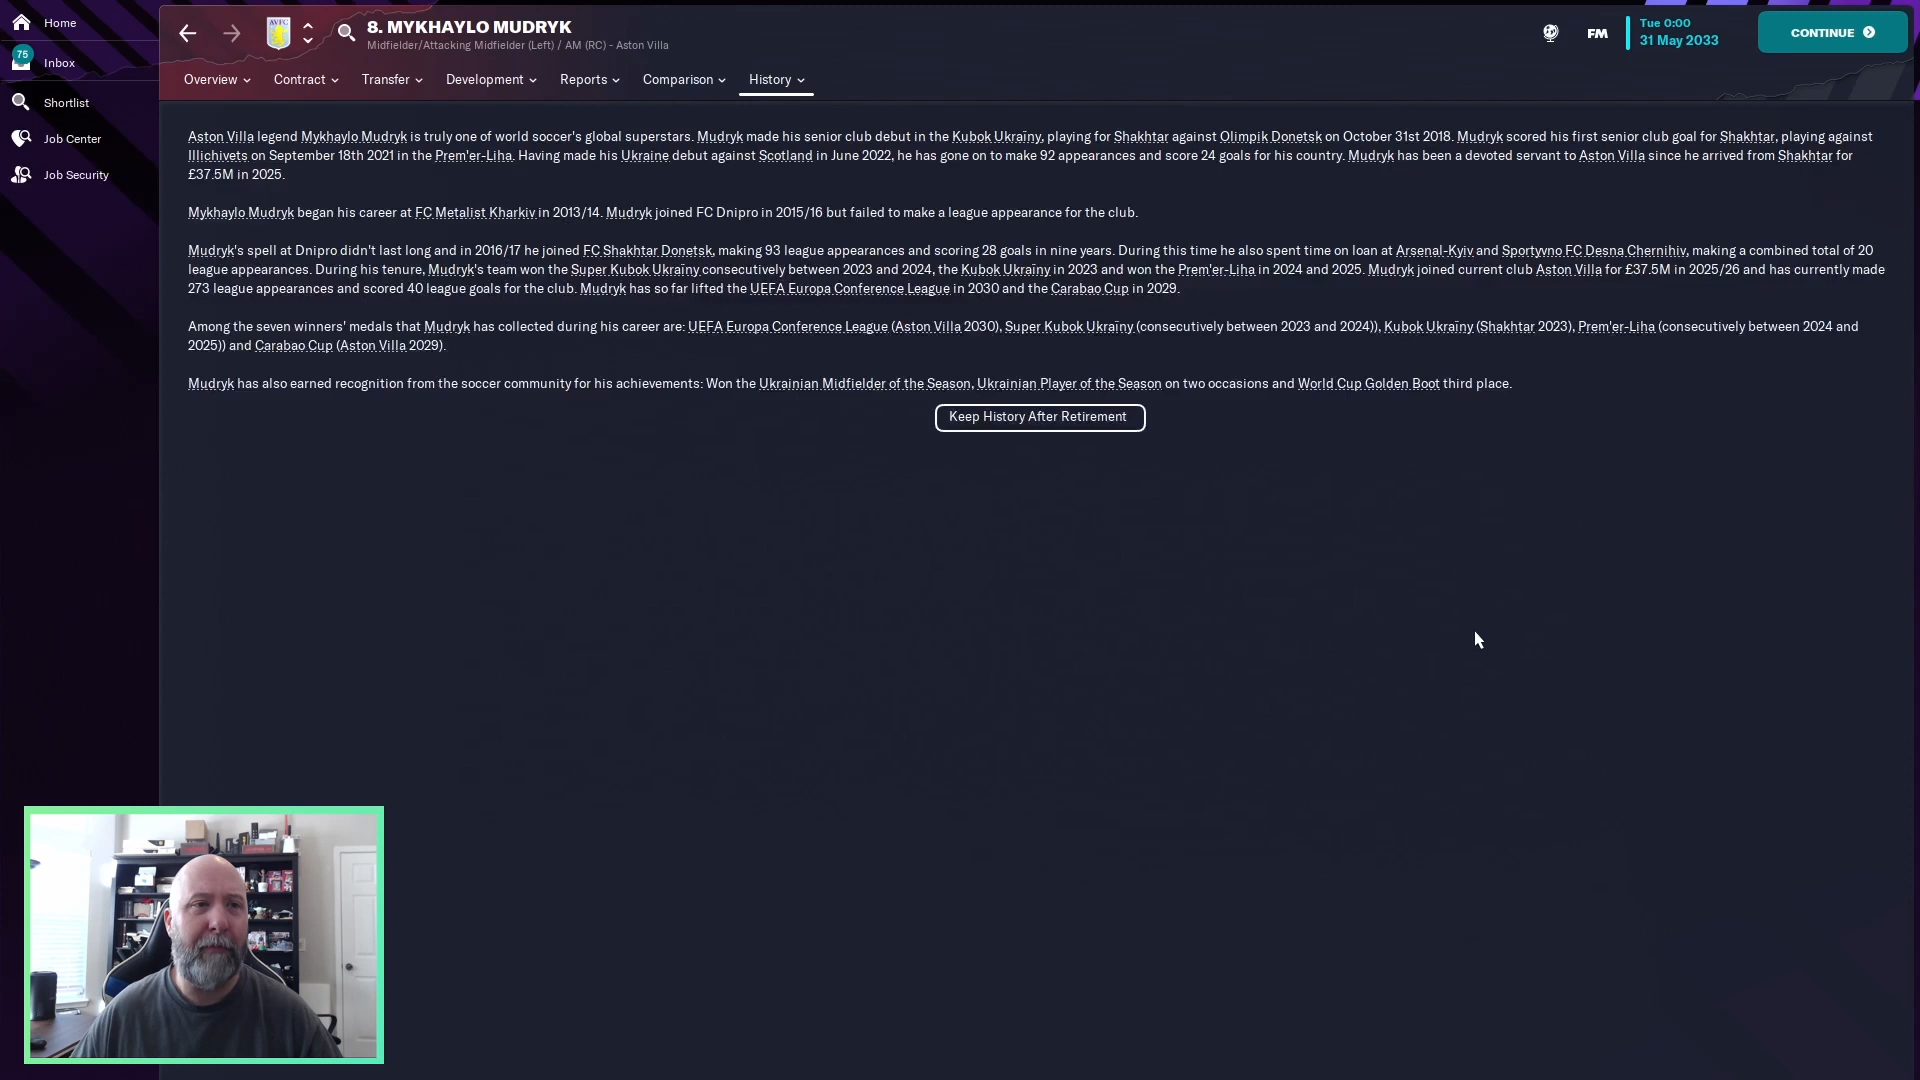 Home
75
Inbox
Shortlist
Job Center
Job Security
AVFC
8. MYKHAYLO MUDRYK
Midfielder/Attacking Midfielder (Left) / AM (RC) - Aston Villa
FM
Tue 0:00
31 May 2033
CONTINUE
Overview Contract Transfer Development Reports Comparison History
Aston Villa legend Mykhaylo Mudryk is truly one of world soccer's global superstars. Mudryk made his senior club debut in the Kubok Ukraïny, playing for Shakhtar against Olimpik Donetsk on October 31st 2018. Mudryk scored his first senior club goal for Shakhtar, playing against
Illichivets on September 18th 2021 in the Prem'er-Liha. Having made his Ukraine debut against Scotland in June 2022, he has gone on to make 92 appearances and score 24 goals for his country. Mudryk has been a devoted servant to Aston Villa since he arrived from Shakhtar for
£37.5M in 2025.
Mykhaylo Mudryk began his career at FC Metalist Kharkiv in 2013/14. Mudryk joined FC Dnipro in 2015/16 but failed to make a league appearance for the club.
Mudryk's spell at Dnipro didn't last long and in 2016/17 he joined FC Shakhtar Donetsk, making 93 league appearances and scoring 28 goals in nine years. During this time he also spent time on loan at Arsenal-Kyiv and Sportyvno FC Desna Chernihiv, making a combined total of 20
league appearances. During his tenure, Mudryk's team won the Super Kubok Ukraïny consecutively between 2023 and 2024, the Kubok Ukraïny in 2023 and won the Prem'er-Liha in 2024 and 2025. Mudryk joined current club Aston Villa for £37.5M in 2025/26 and has currently made
273 league appearances and scored 40 league goals for the club. Mudryk has so far lifted the UEFA Europa Conference League in 2030 and the Carabao Cup in 2029.
Among the seven winners' medals that Mudryk has collected during his career are: UEFA Europa Conference League (Aston Villa 2030), Super Kubok Ukraïny (consecutively between 2023 and 2024)), Kubok Ukraïny (Shakhtar 2023), Prem'er-Liha (consecutively between 2024 and
2025)) and Carabao Cup (Aston Villa 2029).
Mudryk has also earned recognition from the soccer community for his achievements: Won the Ukrainian Midfielder of the Season, Ukrainian Player of the Season on two occasions and World Cup Golden Boot third place.
Keep History After Retirement